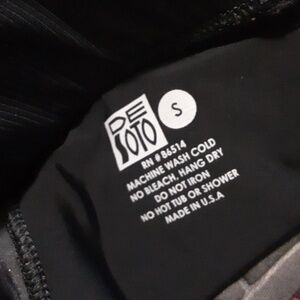 DE SOTO
S
RN # 86514
MACHINE WASH COLD
NO BLEACH, HANG DRY
DO NOT IRON
NO HOT TUB OR SHOWER
MADE IN U.S.A